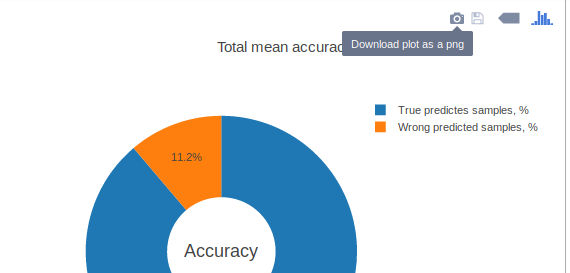 Download plot as a png
Total mean accurac
True predictes samples, %
Wrong predicted samples, %
11.2%
Accuracy